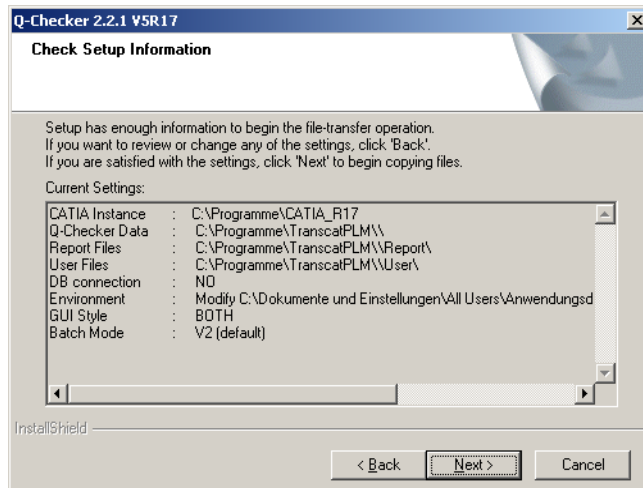 Q-Checker 2.2.1 V5R17
Check Setup Information
Setup has enough information to begin the file-transfer operation.
If you want to review or change any of the settings, click 'Back'.
If you are satisfied with the settings, click 'Next' to begin copying files.
Current Settings:
CATIA Instance : C:\Programme\CATIA_R17
Q-Checker Data : C:\Programme\TranscatPLM\\
Report Files : C:\Programme\TranscatPLM\\Report\
User Files : C:\Programme\TranscatPLM\\User\
DB connection : NO
Environment : Modify C:\Dokumente und Einstellungen\All Users\Anwendungsd
GUI Style : BOTH
Batch Mode : V2 (default)
InstallShield
< Back Next > Cancel